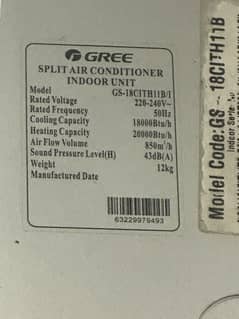 GREE
SPLIT AIR CONDITIONER
INDOOR UNIT
Model GS-18CITH11B/I
Rated Voltage 220-240V~
Rated Frequency 50Hz
Cooling Capacity 18000Btu/h
Heating Capacity 20000Btu/h
Air Flow Volume 850m³/h
Sound Pressure Level(H) 43dB(A)
Weight 12kg
Manufactured Date
63229979493
Model Code:GS - 18CITH11B